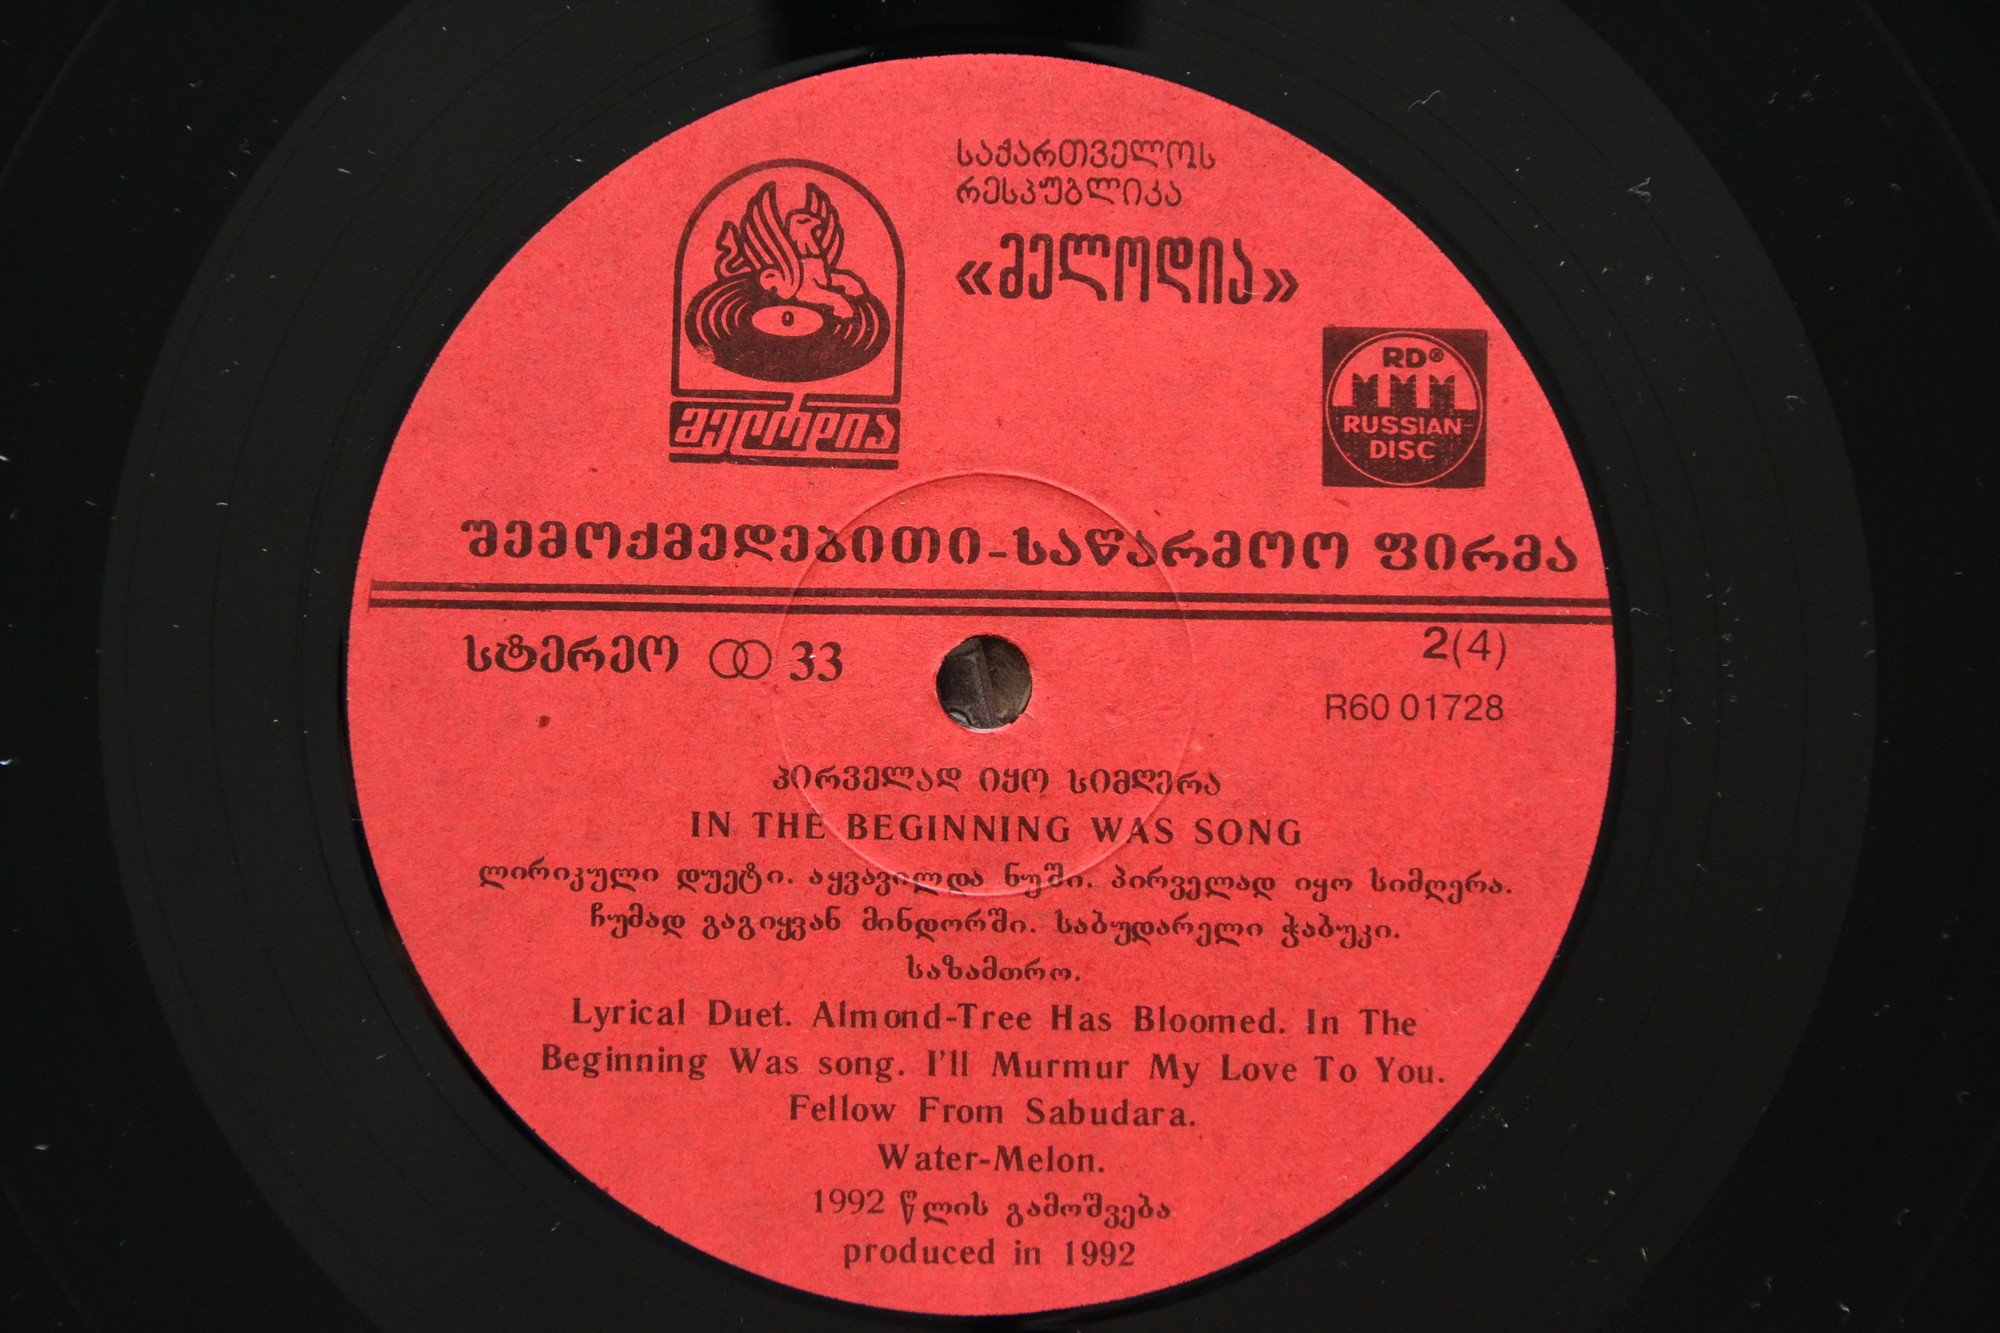 საქართველოს
რესპუბლიკა
«მელოდია»
მელოდია
RD®
RUSSIAN
DISC
შემოქმედებითი-საწარმოო ფირმა
სტერეო 33
2(4)
R60 01728
პირველად იყო სიმღერა
IN THE BEGINNING WAS SONG
ლირიკული დუეტი. აყვავილდა ნუში. პირველად იყო სიმღერა.
ჩუმად გაგიყვან მინდორში. საბუდარელი ჭაბუკი.
საზამთრო.
Lyrical Duet. Almond-Tree Has Bloomed. In The
Beginning Was song. I'll Murmur My Love To You.
Fellow From Sabudara.
Water-Melon.
1992 წლის გამოშვება
produced in 1992